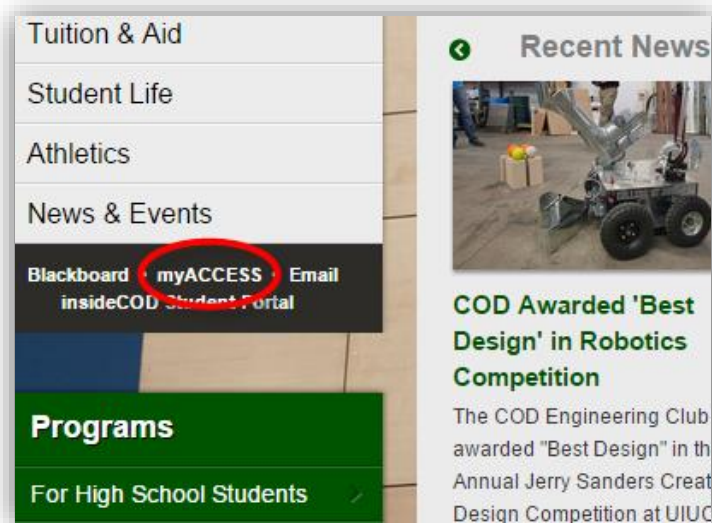 Tuition & Aid
Student Life
Athletics
News & Events
Blackboard • myACCESS • Email
insideCOD Student Portal
Programs
For High School Students
Recent News
COD Awarded 'Best
Design' in Robotics
Competition
The COD Engineering Club
awarded "Best Design" in th
Annual Jerry Sanders Creat
Design Competition at UIUC